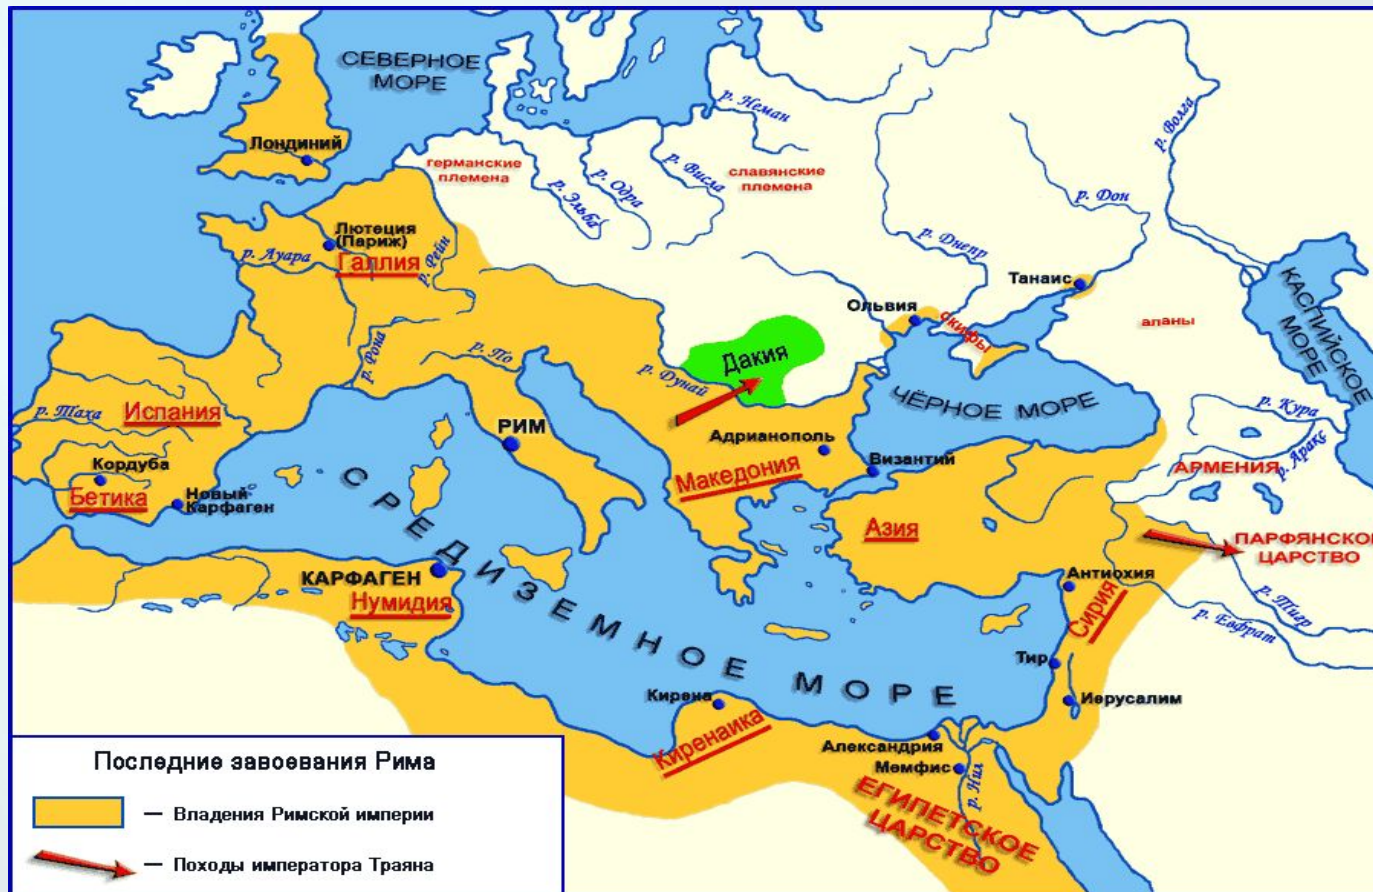 СЕВЕРНОЕ
МОРЕ
р. Неман
р. Волга
Лондиний
германские
племена
р. Эльба
р. Одра
р. Висла
славянские
племена
р. Дон
р. Днепр
Лютеция
(Париж)
р. Луара
Галлия
р. Рейн
Танаис
Ольвия
скифы
аланы
КАСПИЙСКОЕ
МОРЕ
р. Рона
р. По
р. Дунай
Дакия
ЧЁРНОЕ МОРЕ
р. Кура
р. Аракс
р. Таха
Испания
РИМ
Адрианополь
Византий
Македония
АРМЕНИЯ
Кордуба
Бетика
Новый
Карфаген
СРЕДИЗЕМНОЕ МОРЕ
Азия
ПАРФЯНСКОЕ
ЦАРСТВО
КАРФАГЕН
Нумидия
Антиохия
Сирия
р. Тигр
р. Евфрат
Тир
Иерусалим
Кирена
Киренаика
Александрия
Мемфис
р. Нил
ЕГИПЕТСКОЕ
ЦАРСТВО
Последние завоевания Рима
— Владения Римской империи
— Походы императора Траяна